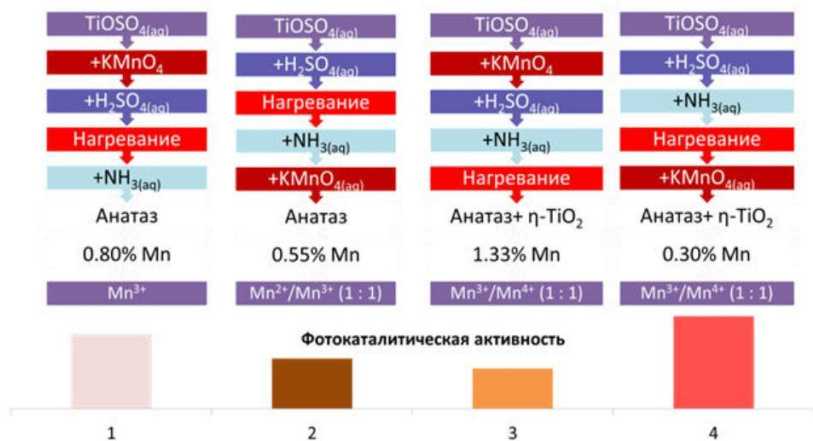 TiOSO4(aq)
+KMnO4
+H2SO4(aq)
Нагревание
+NH3(aq)
Анатаз
0.80% Mn
Mn3+
TiOSO4(aq)
+H2SO4(aq)
Нагревание
+NH3(aq)
+KMnO4(aq)
Анатаз
0.55% Mn
Mn2+/Mn3+ (1 : 1)
TiOSO4(aq)
+KMnO4
+H2SO4(aq)
+NH3(aq)
Нагревание
Анатаз+ η-TiO2
1.33% Mn
Mn3+/Mn4+ (1 : 1)
TiOSO4(aq)
+H2SO4(aq)
+NH3(aq)
Нагревание
+KMnO4(aq)
Анатаз+ η-TiO2
0.30% Mn
Mn3+/Mn4+ (1 : 1)
Фотокаталитическая активность
1
2
3
4